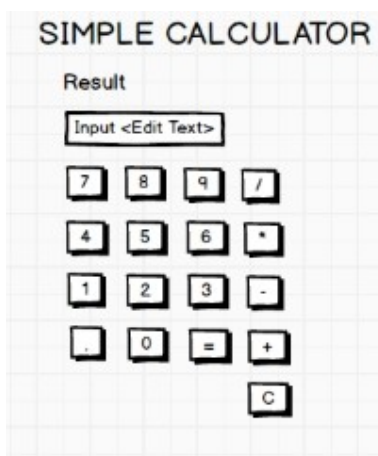 SIMPLE CALCULATOR
Result
Input <Edit Text>
7 8 9 /
4 5 6 *
1 2 3 -
. 0 = +
C